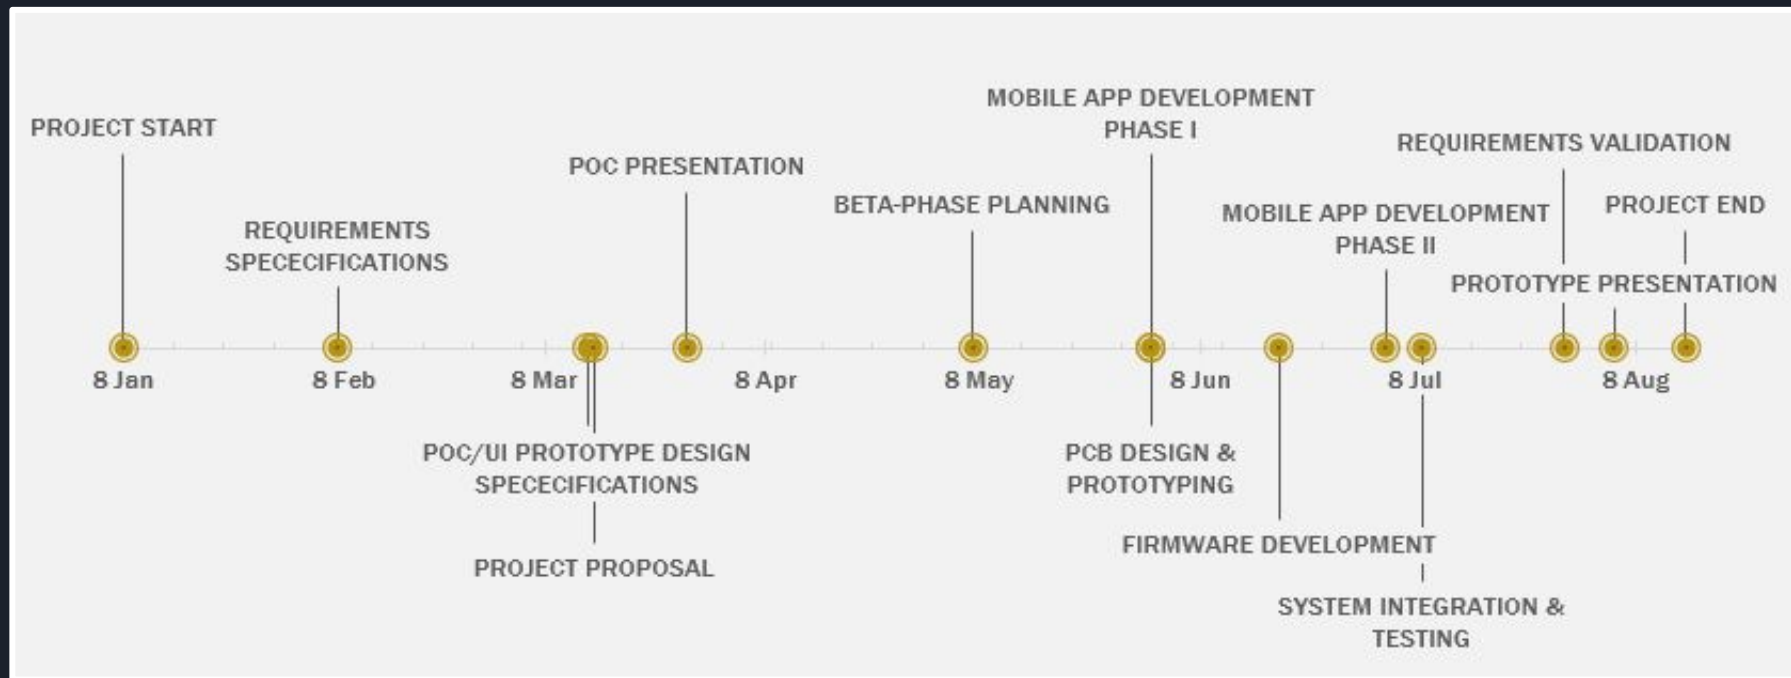 PROJECT START
REQUIREMENTS
SPECECIFICATIONS
POC PRESENTATION
BETA-PHASE PLANNING
MOBILE APP DEVELOPMENT
PHASE I
MOBILE APP DEVELOPMENT
PHASE II
REQUIREMENTS VALIDATION
PROJECT END
PROTOTYPE PRESENTATION
8 Jan
8 Feb
8 Mar
8 Apr
8 May
8 Jun
8 Jul
8 Aug
POC/UI PROTOTYPE DESIGN
SPECECIFICATIONS
PROJECT PROPOSAL
PCB DESIGN &
PROTOTYPING
FIRMWARE DEVELOPMENT
SYSTEM INTEGRATION &
TESTING